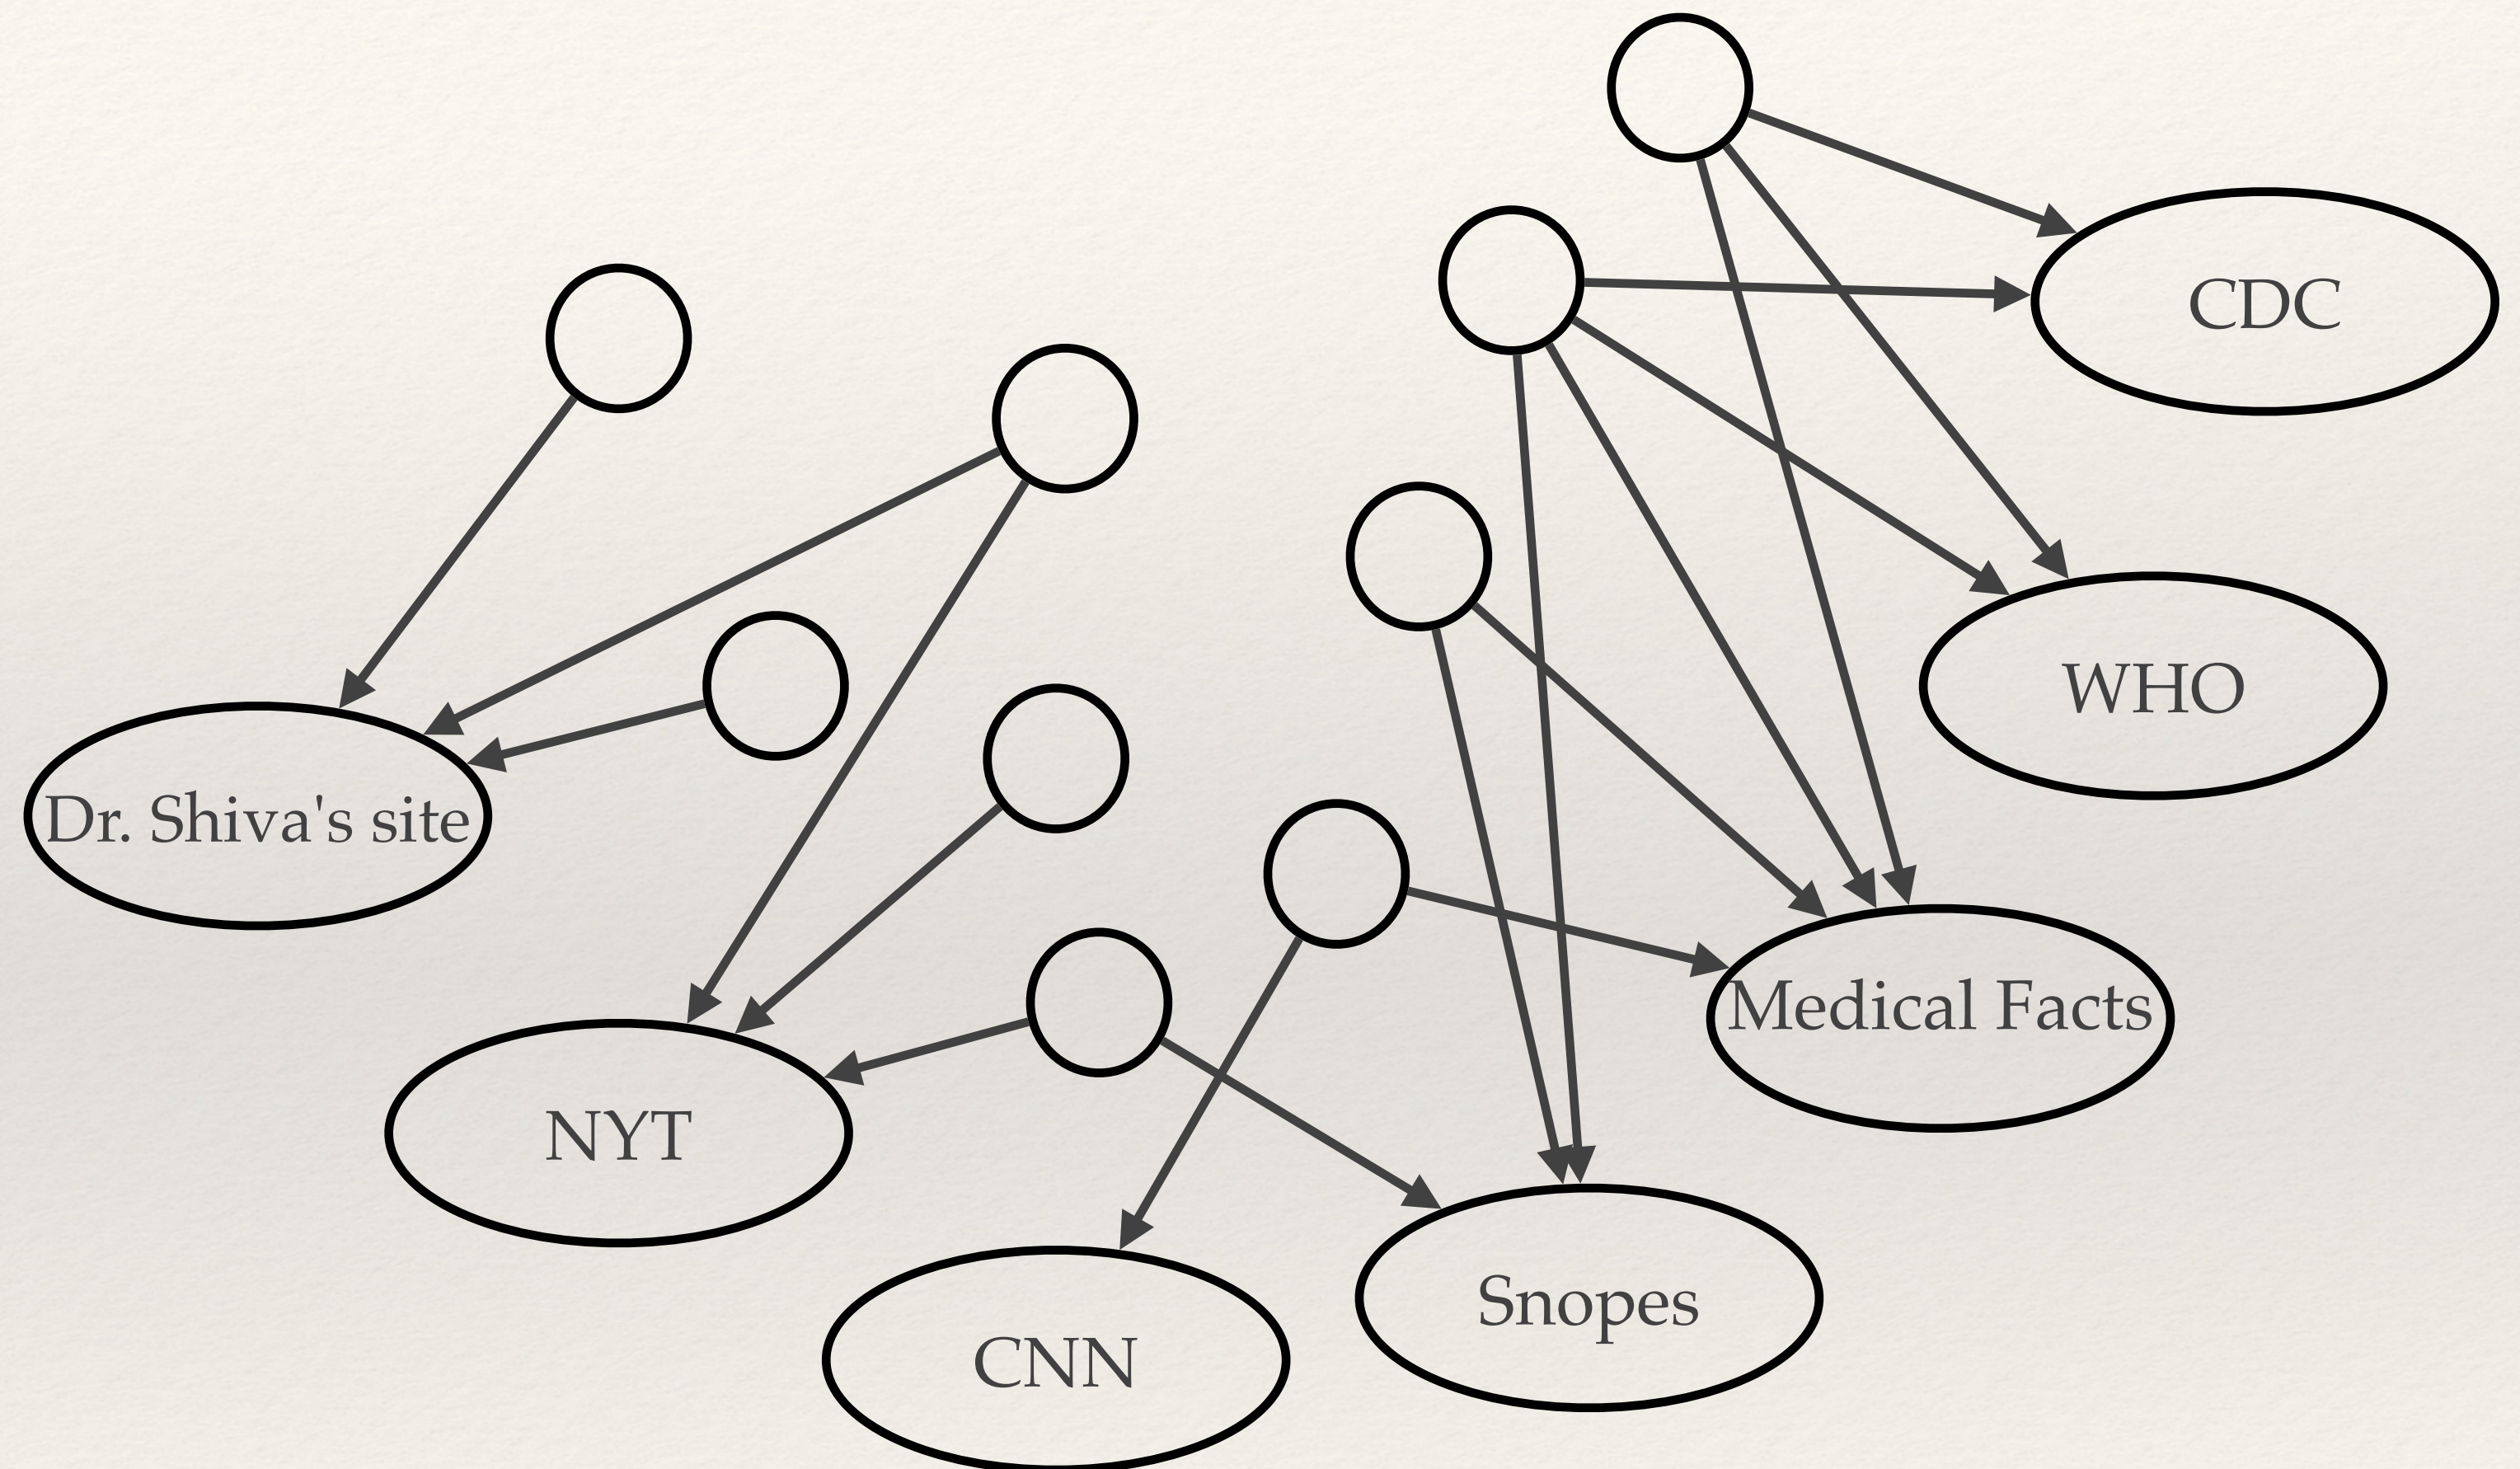 CDC
WHO
Dr. Shiva's site
Medical Facts
NYT
Snopes
CNN